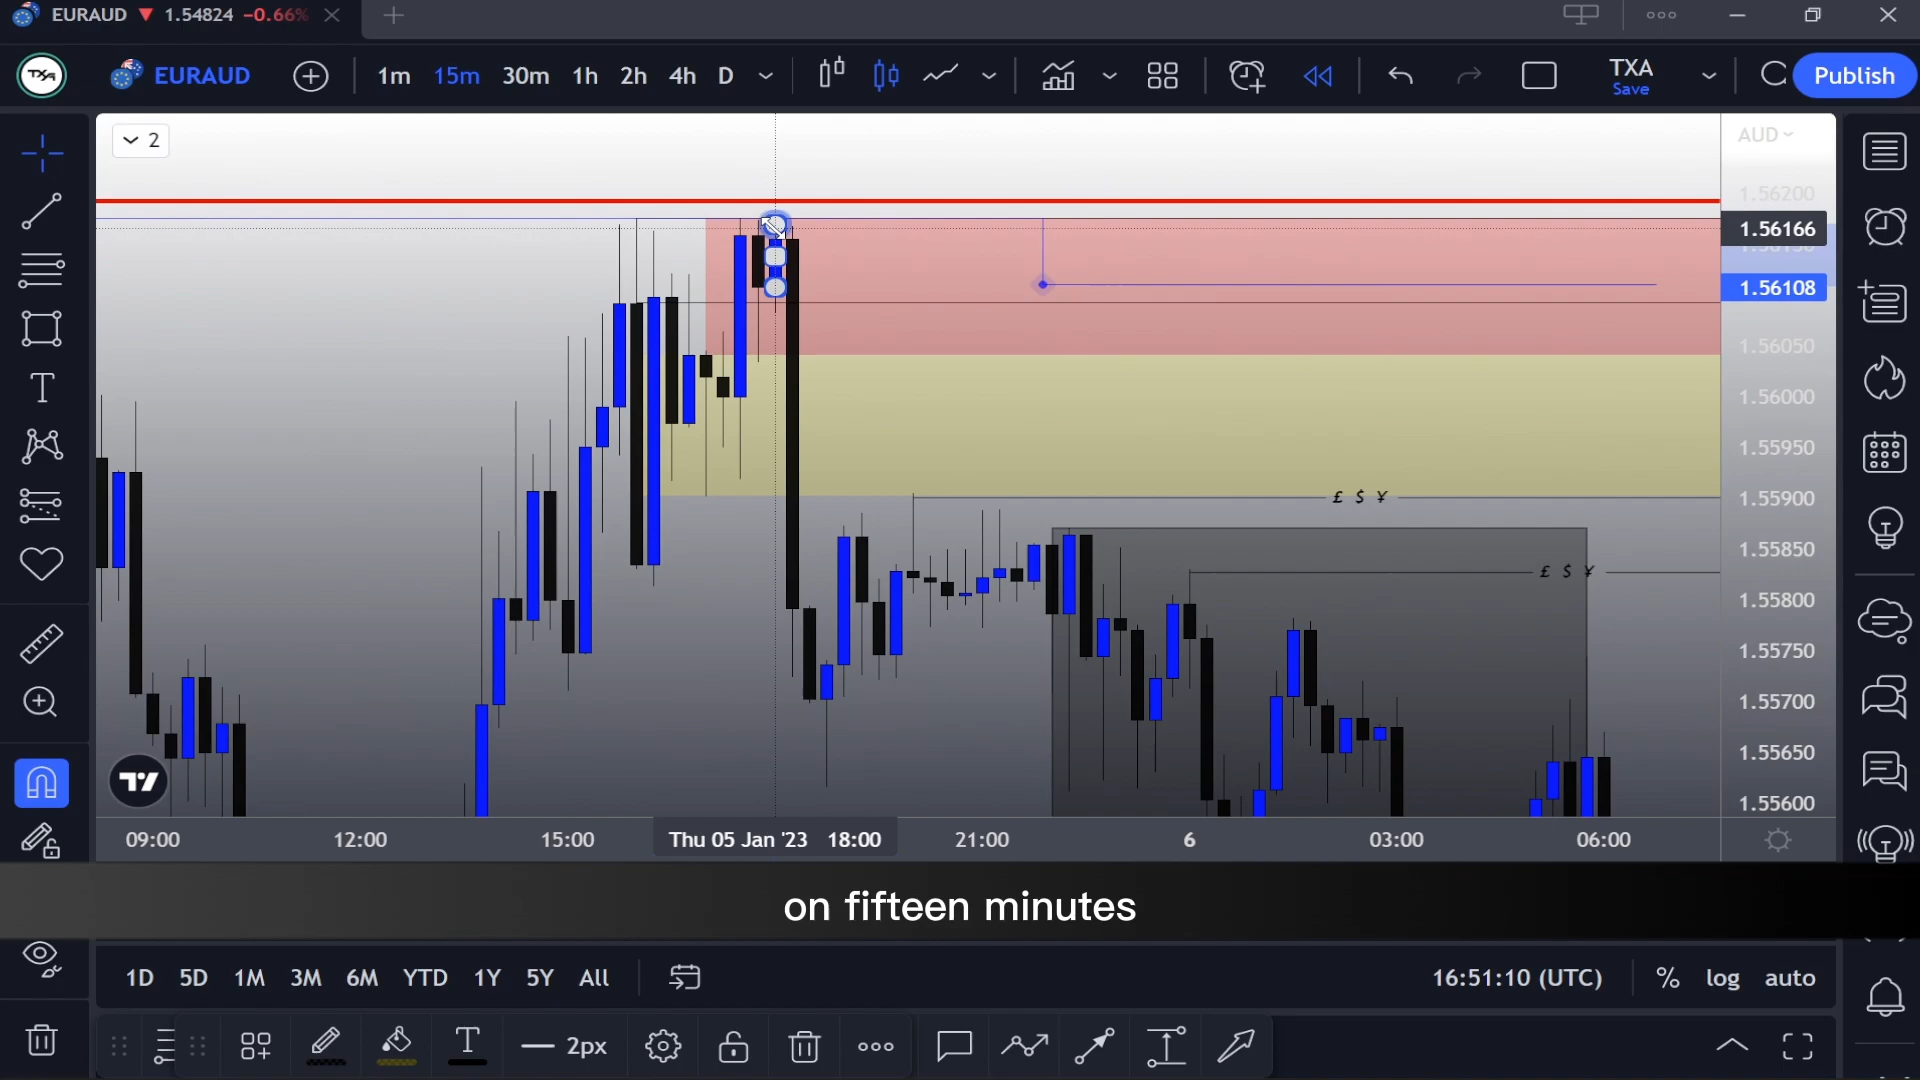 EURAUD ▼ 1.54824 −0.66%
TXA EURAUD 1m 15m 30m 1h 2h 4h D TXA Save Publish
2
AUD
1.56200
1.56166
1.56108
1.56050
1.56000
1.55950
1.55900
£ $ ¥
1.55850
£ $ ¥
1.55800
1.55750
1.55700
1.55650
1.55600
09:00 12:00 15:00 Thu 05 Jan '23 18:00 21:00 6 03:00 06:00
on fifteen minutes
1D 5D 1M 3M 6M YTD 1Y 5Y All 16:51:10 (UTC) % log auto
T 2px